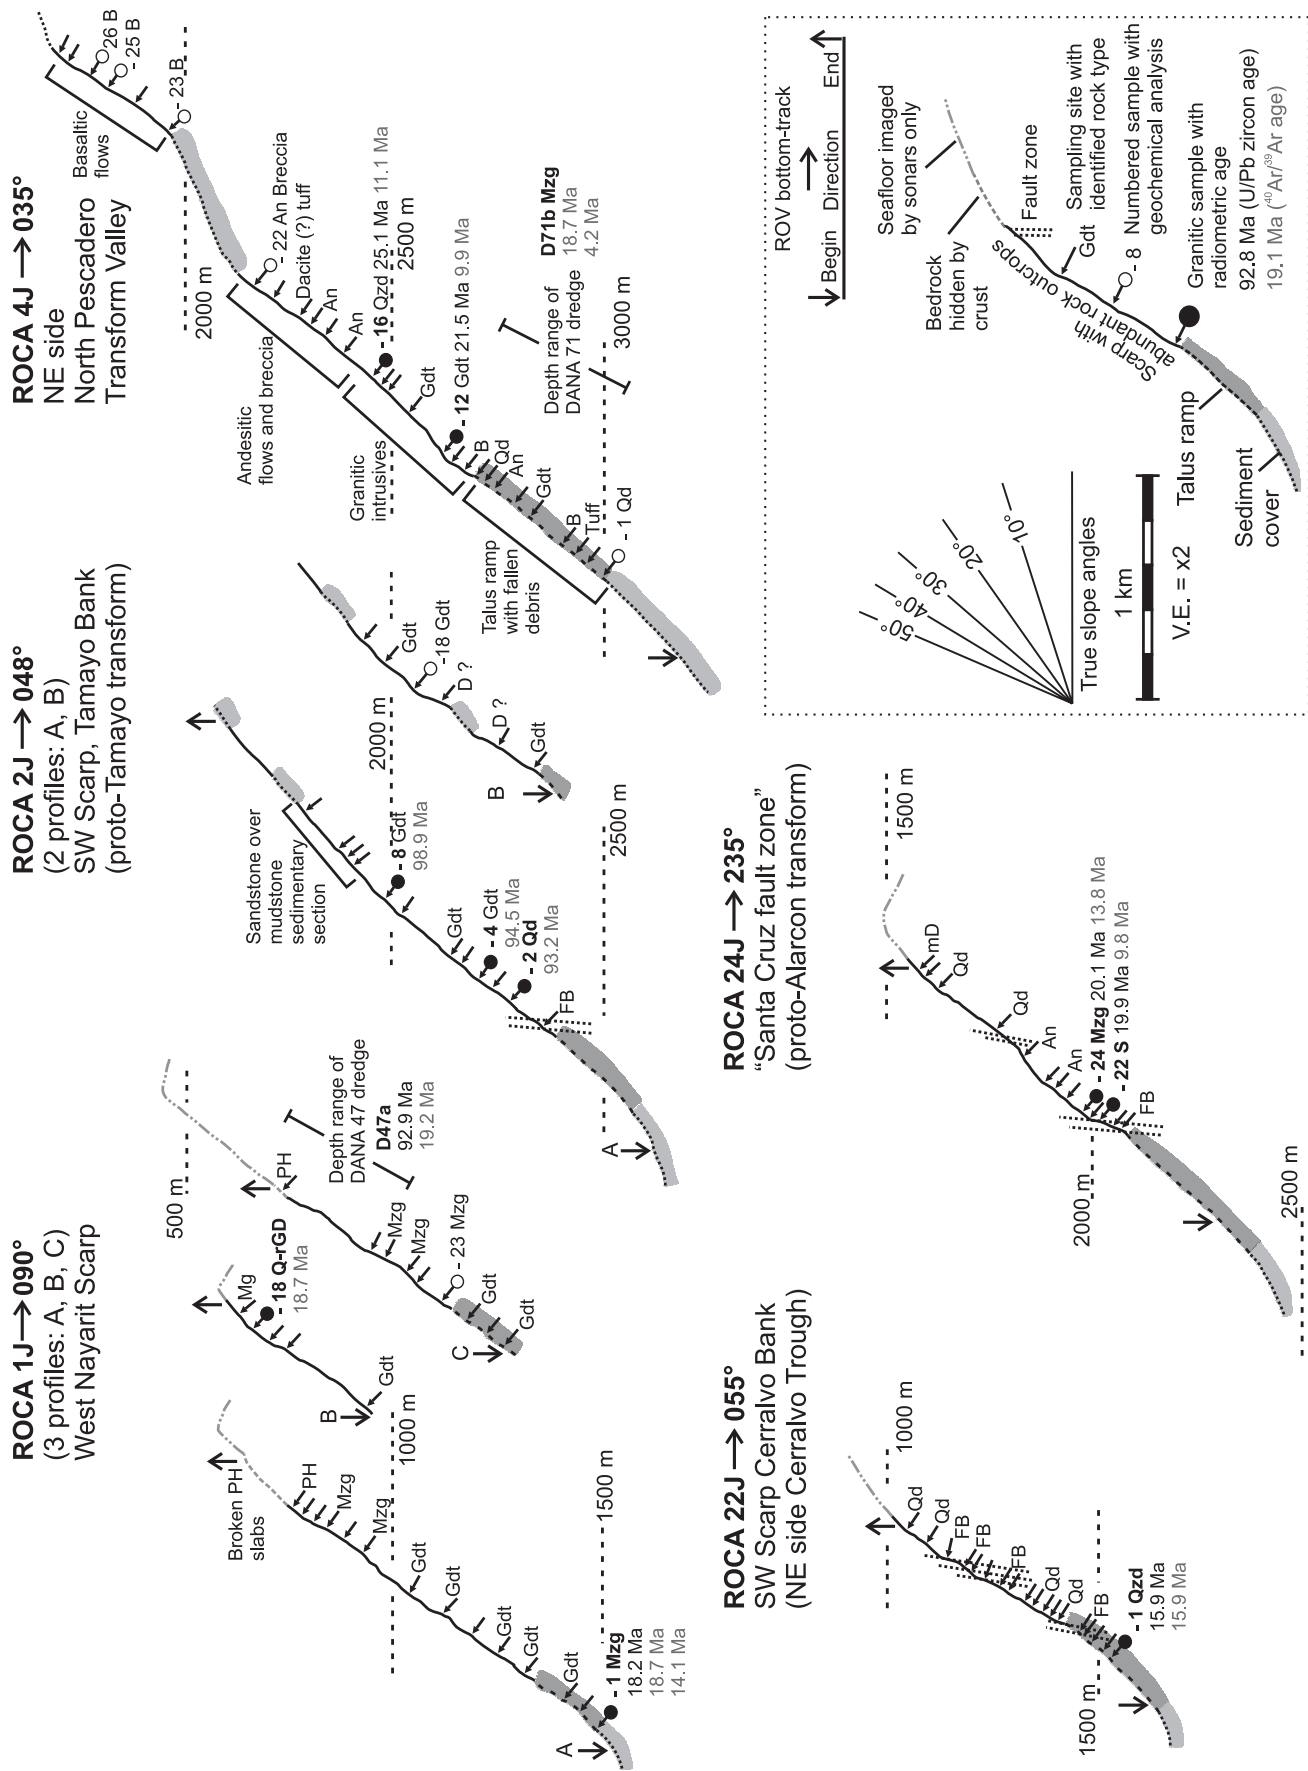 ROCA 1J→090°
(3 profiles: A, B, C)
West Nayarit Scarp
Broken PH
slabs
PH
Mzg
Mzg
Gdt
Gdt
Gdt
Gdt
Gdt
A
- 1 Mzg
18.2 Ma
18.7 Ma
14.1 Ma
1000 m
1500 m
B
Mg
- 18 Q-rGD
18.7 Ma
Gdt
500 m
C
PH
Mzg
Mzg
- 23 Mzg
Gdt
Gdt
Depth range of
DANA 47 dredge
D47a
92.9 Ma
19.2 Ma
ROCA 2J → 048°
(2 profiles: A, B)
SW Scarp, Tamayo Bank
(proto-Tamayo transform)
Sandstone over
mudstone
sedimentary
section
2000 m
- 8 Gdt
98.9 Ma
Gdt
- 4 Gdt
94.5 Ma
- 2 Qd
93.2 Ma
FB
A
2500 m
Gdt
-18 Gdt
D ?
D ?
Gdt
B
ROCA 4J → 035°
NE side
North Pescadero
Transform Valley
Basaltic
flows
26 B
- 25 B
- 23 B
2000 m
Andesitic
flows and breccia
- 22 An Breccia
Dacite (?) tuff
An
An
- 16 Qzd 25.1 Ma 11.1 Ma
2500 m
Granitic
intrusives
Gdt
- 12 Gdt 21.5 Ma 9.9 Ma
B
Qd
An
Gdt
B
Tuff
- 1 Qd
Talus ramp
with fallen
debris
Depth range of
DANA 71 dredge
D71b Mzg
18.7 Ma
4.2 Ma
3000 m
ROCA 22J → 055°
SW Scarp Cerralvo Bank
(NE side Cerralvo Trough)
1000 m
Qd
Qd
FB
FB
FB
Qd
Qd
FB
- 1 Qzd
15.9 Ma
15.9 Ma
1500 m
ROCA 24J → 235°
“Santa Cruz fault zone”
(proto-Alarcon transform)
1500 m
mD
Qd
Qd
An
An
- 24 Mzg 20.1 Ma 13.8 Ma
- 22 S 19.9 Ma 9.8 Ma
FB
2000 m
2500 m
ROV bottom-track
Begin Direction End
Seafloor imaged
by sonars only
Bedrock
hidden by
crust
Fault zone
Scarp with
abundant rock outcrops
Sampling site with
identified rock type
Gdt
- 8 Numbered sample with
geochemical analysis
Granitic sample with
radiometric age
92.8 Ma (U/Pb zircon age)
19.1 Ma (40Ar/39Ar age)
Talus ramp
Sediment
cover
50°
40°
30°
20°
10°
True slope angles
1 km
V.E. = x2